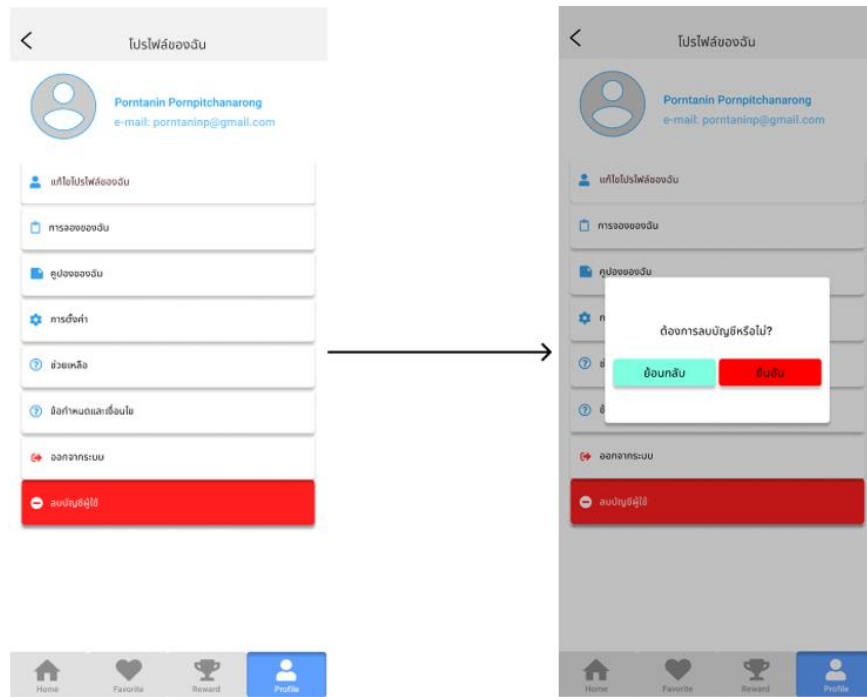 โปรไฟล์ของฉัน
Porntanin Pornpitchanarong
e-mail: porntaninp@gmail.com
แก้ไขโปรไฟล์ของฉัน
การจองของฉัน
คูปองของฉัน
การตั้งค่า
ช่วยเหลือ
ข้อกำหนดและเงื่อนไข
ออกจากระบบ
ลบบัญชีผู้ใช้
Home
Favorite
Reward
Profile
โปรไฟล์ของฉัน
Porntanin Pornpitchanarong
e-mail: porntaninp@gmail.com
แก้ไขโปรไฟล์ของฉัน
การจองของฉัน
คูปองของฉัน
ก
ต้องการลบบัญชีหรือไม่?
ช
ย้อนกลับ
ยืนยัน
ข้
ออกจากระบบ
ลบบัญชีผู้ใช้
Home
Favorite
Reward
Profile